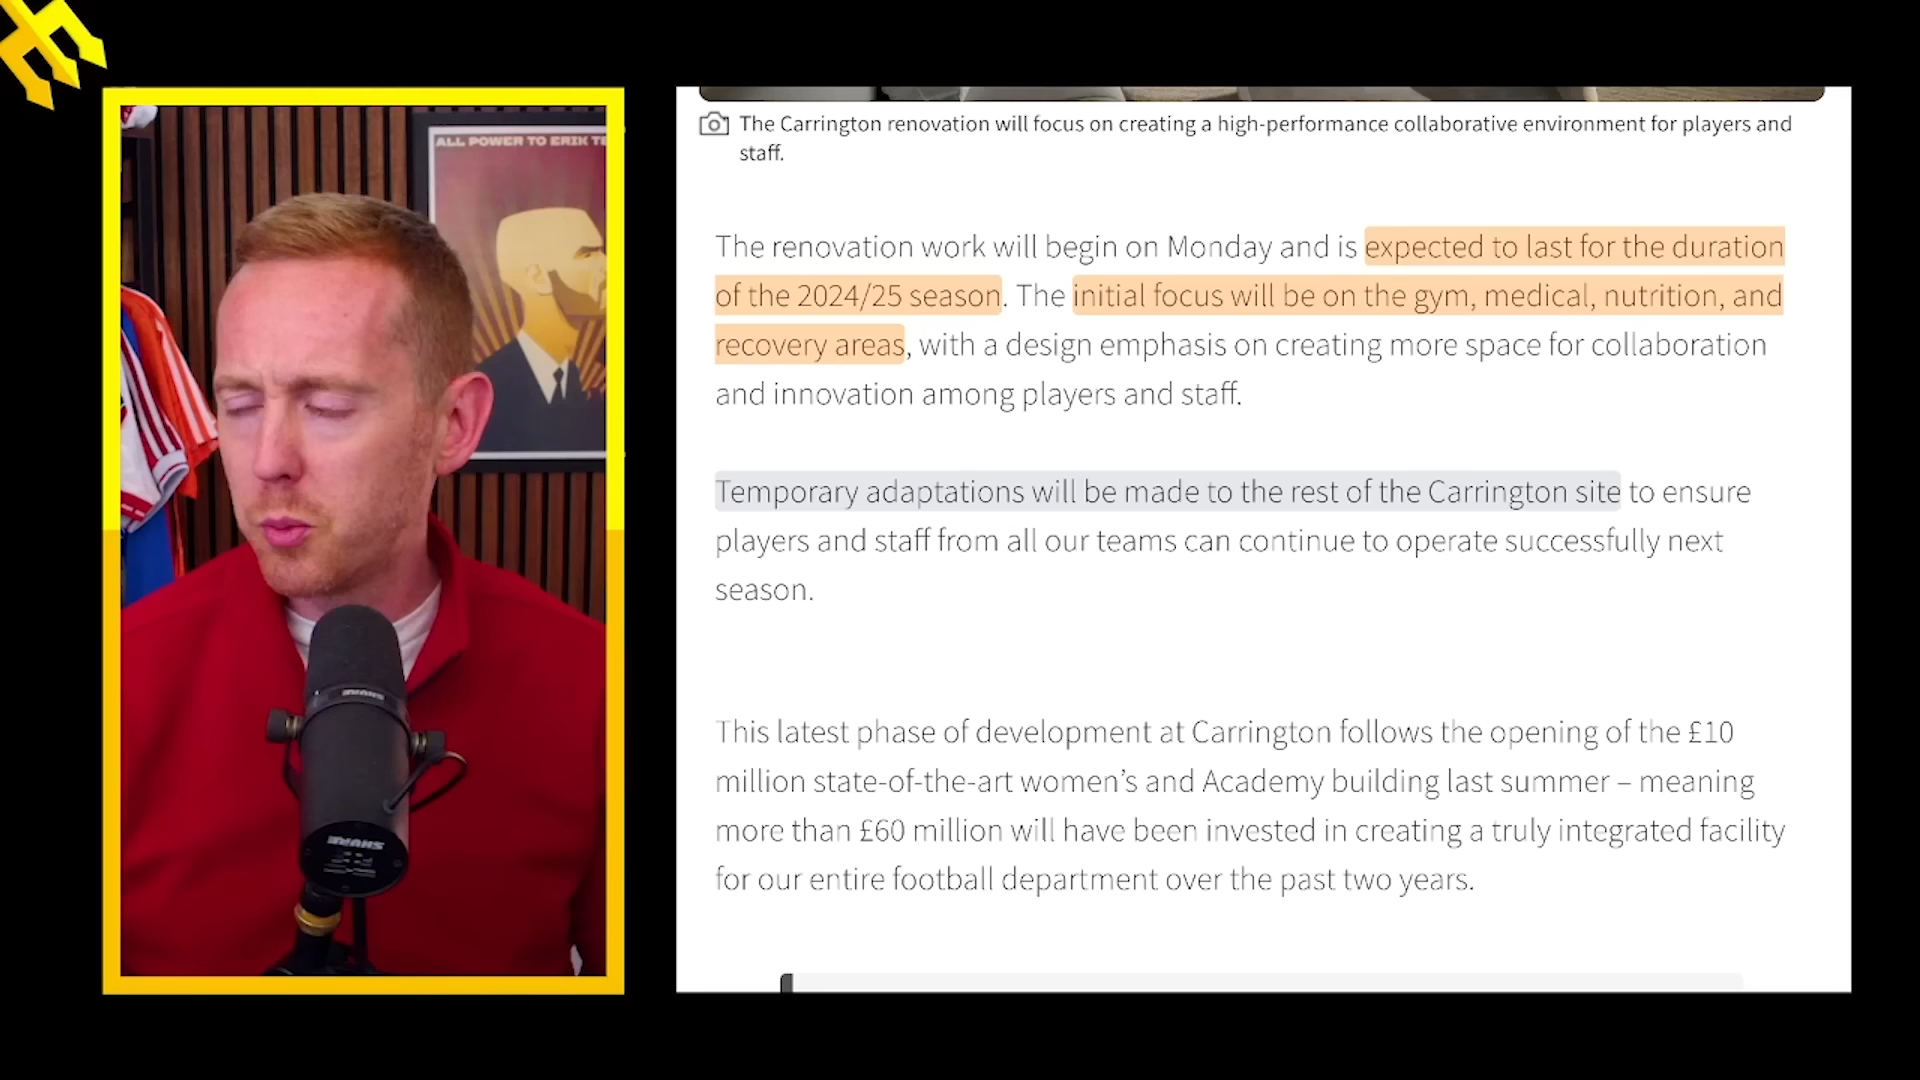 ALL POWER TO ERIK TE
The Carrington renovation will focus on creating a high-performance collaborative environment for players and
staff.
The renovation work will begin on Monday and is expected to last for the duration
of the 2024/25 season. The initial focus will be on the gym, medical, nutrition, and
recovery areas, with a design emphasis on creating more space for collaboration
and innovation among players and staff.
Temporary adaptations will be made to the rest of the Carrington site to ensure
players and staff from all our teams can continue to operate successfully next
season.
This latest phase of development at Carrington follows the opening of the £10
million state-of-the-art women’s and Academy building last summer – meaning
more than £60 million will have been invested in creating a truly integrated facility
for our entire football department over the past two years.
SHURE
SHURE